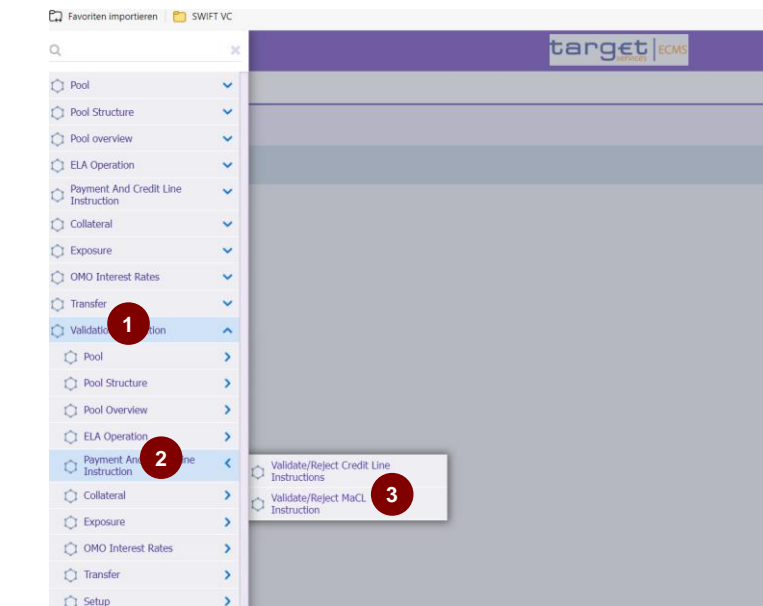 Favoriten importieren SWIFT VC
target ECMS
services
Pool
Pool Structure
Pool overview
ELA Operation
Payment And Credit Line
Instruction
Collateral
Exposure
OMO Interest Rates
Transfer
1
Pool
Pool Structure
Pool Overview
ELA Operation
Payment 2
Instruction
Validate/Reject Credit Line
Instructions
Validate/Reject MaCL 3
Instruction
Collateral
Exposure
OMO Interest Rates
Transfer
Setup